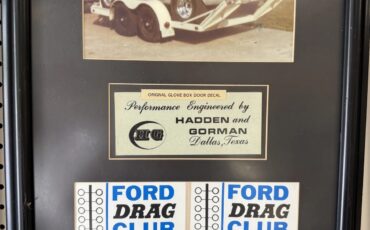 ORIGINAL GLOVE BOX DOOR DECAL
Performance Engineered by
HADDEN and
GORMAN
Dallas, Texas
FORD
DRAG
CLUB
FORD
DRAG
CLUB